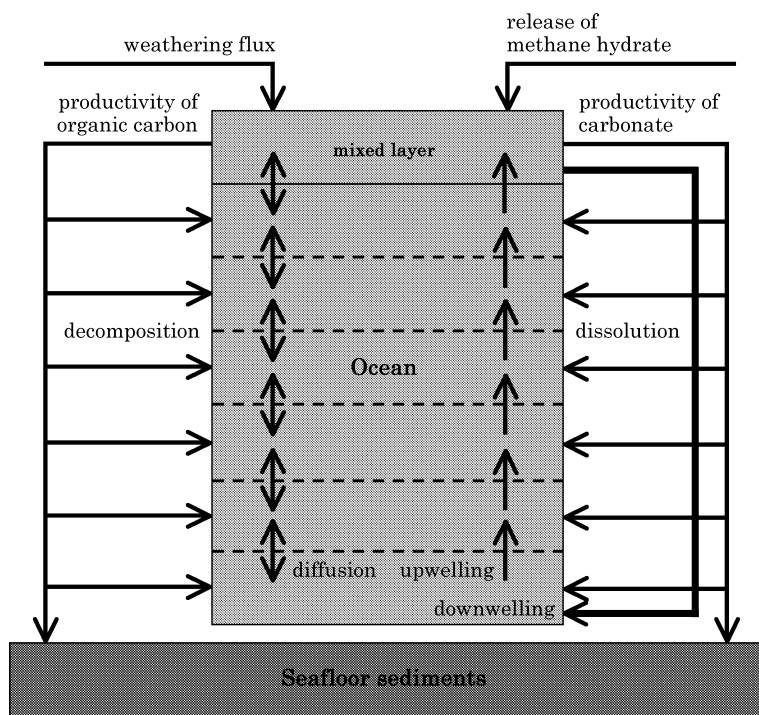 weathering flux
release of
methane hydrate
productivity of
organic carbon
productivity of
carbonate
mixed layer
decomposition
dissolution
Ocean
diffusion
upwelling
downwelling
Seafloor sediments